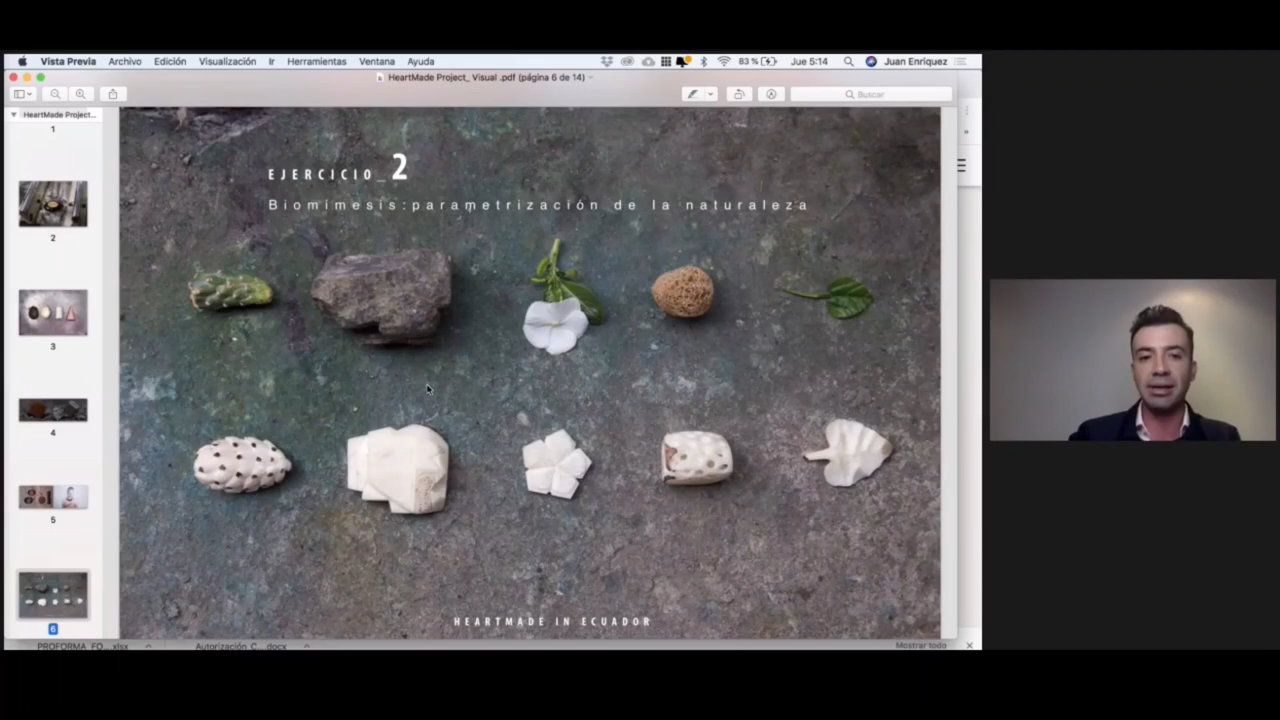 Vista Previa Archivo Edición Visualización Ir Herramientas Ventana Ayuda 83 % Jue 5:14 Juan Enriquez
HeartMade Project_ Visual .pdf (página 6 de 14)
Buscar
HeartMade Project...
1
2
3
4
5
6
EJERCICIO_2
Biomímesis:parametrización de la naturaleza
HEARTMADE IN ECUADOR
PROFORMA_FO....xlsx Autorización_C....docx Mostrar todo